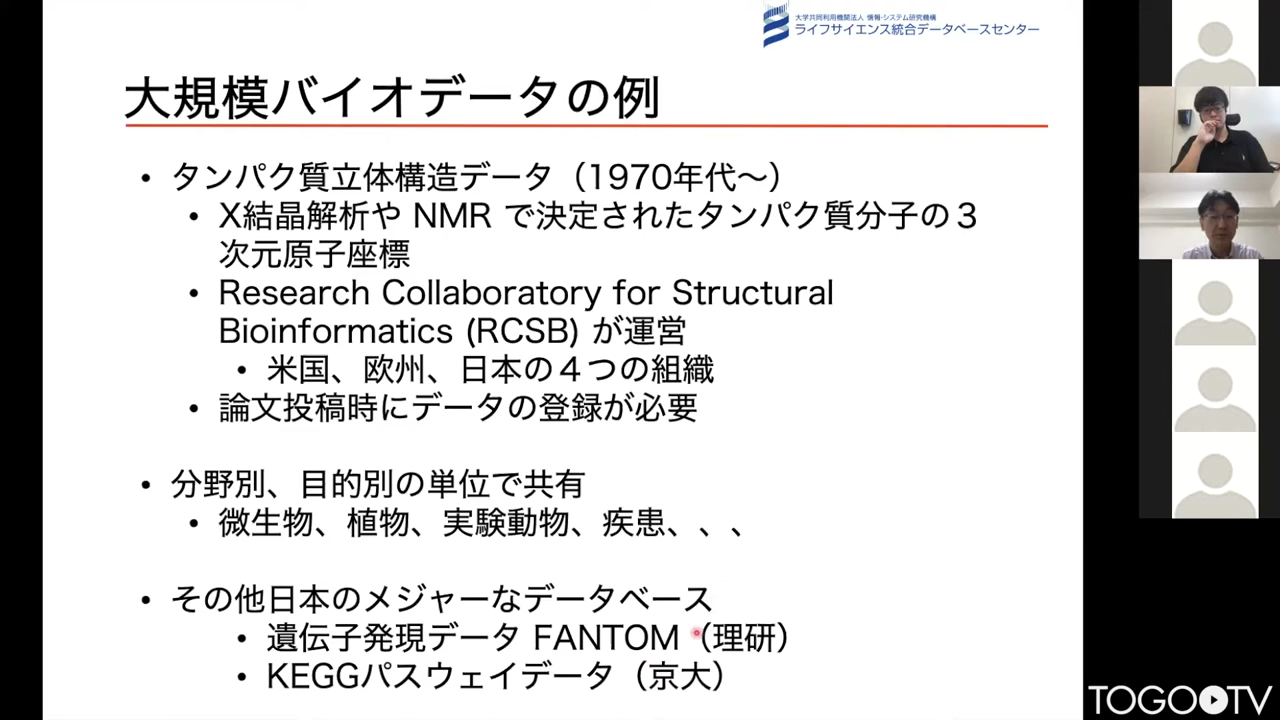 大学共同利用機関法人 情報・システム研究機構
ライフサイエンス統合データベースセンター
大規模バイオデータの例
• タンパク質立体構造データ（1970年代〜）
• X結晶解析や NMR で決定されたタンパク質分子の３
次元原子座標
• Research Collaboratory for Structural
Bioinformatics (RCSB) が運営
• 米国、欧州、日本の４つの組織
• 論文投稿時にデータの登録が必要
• 分野別、目的別の単位で共有
• 微生物、植物、実験動物、疾患、、、
• その他日本のメジャーなデータベース
• 遺伝子発現データ FANTOM（理研）
• KEGGパスウェイデータ（京大）
TOGO TV